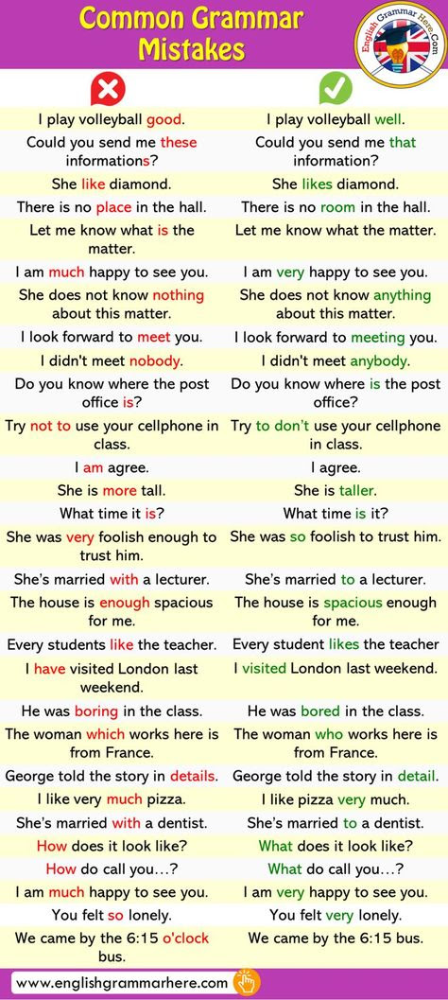 Common Grammar
Mistakes
English Grammar Here.Com
I play volleyball good.
I play volleyball well.
Could you send me these
informations?
Could you send me that
information?
She like diamond.
She likes diamond.
There is no place in the hall.
There is no room in the hall.
Let me know what is the
matter.
Let me know what the matter.
I am much happy to see you.
I am very happy to see you.
She does not know nothing
about this matter.
She does not know anything
about this matter.
I look forward to meet you.
I look forward to meeting you.
I didn't meet nobody.
I didn't meet anybody.
Do you know where the post
office is?
Do you know where is the post
office?
Try not to use your cellphone in
class.
Try to don't use your cellphone
in class.
I am agree.
I agree.
She is more tall.
She is taller.
What time it is?
What time is it?
She was very foolish enough to
trust him.
She was so foolish to trust him.
She's married with a lecturer.
She's married to a lecturer.
The house is enough spacious
for me.
The house is spacious enough
for me.
Every students like the teacher.
Every student likes the teacher
I have visited London last
weekend.
I visited London last weekend.
He was boring in the class.
He was bored in the class.
The woman which works here is
from France.
The woman who works here is
from France.
George told the story in details.
George told the story in detail.
I like very much pizza.
I like pizza very much.
She's married with a dentist.
She's married to a dentist.
How does it look like?
What does it look like?
How do call you...?
What do call you...?
I am much happy to see you.
I am very happy to see you.
You felt so lonely.
You felt very lonely.
We came by the 6:15 o'clock
bus.
We came by the 6:15 bus.
www.englishgrammarhere.com